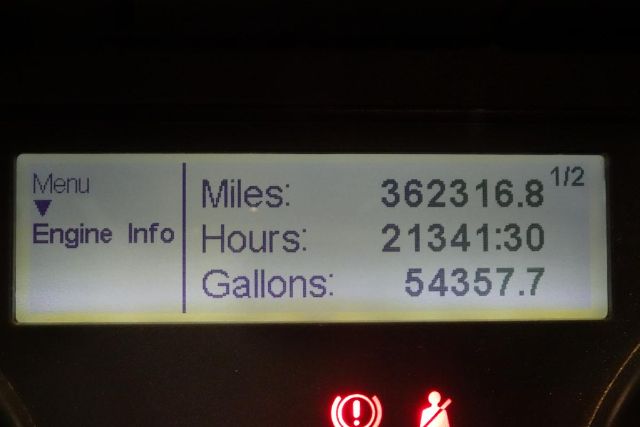 1/2
Menu
Miles: 362316.8
▼
Engine Info
Hours: 21341:30
Gallons: 54357.7